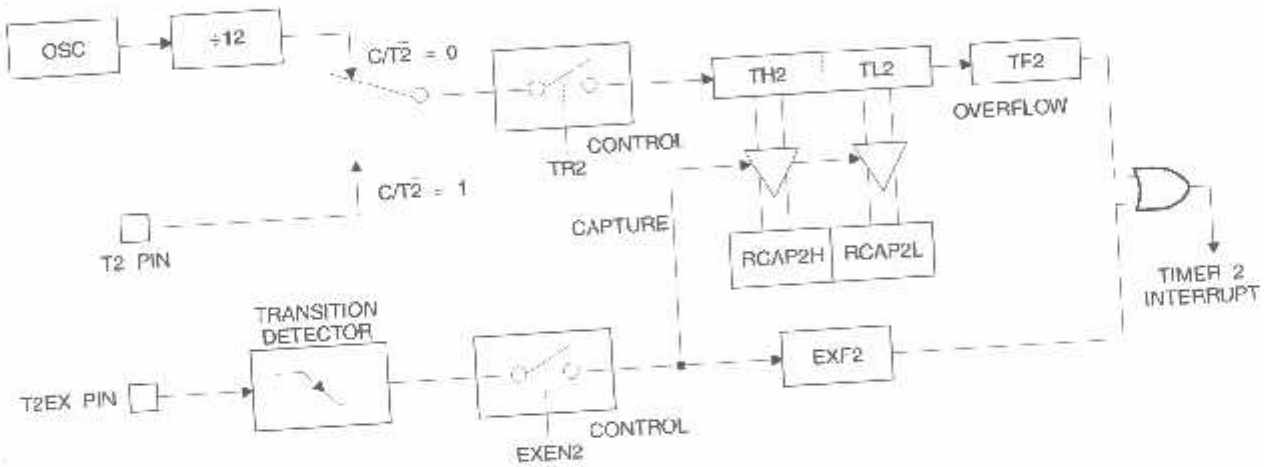 OSC
÷12
C/T2̅ = 0
TH2
TL2
TF2
OVERFLOW
CONTROL
TR2
C/T2̅ = 1
T2 PIN
CAPTURE
RCAP2H
RCAP2L
TIMER 2
INTERRUPT
TRANSITION
DETECTOR
EXF2
T2EX PIN
CONTROL
EXEN2